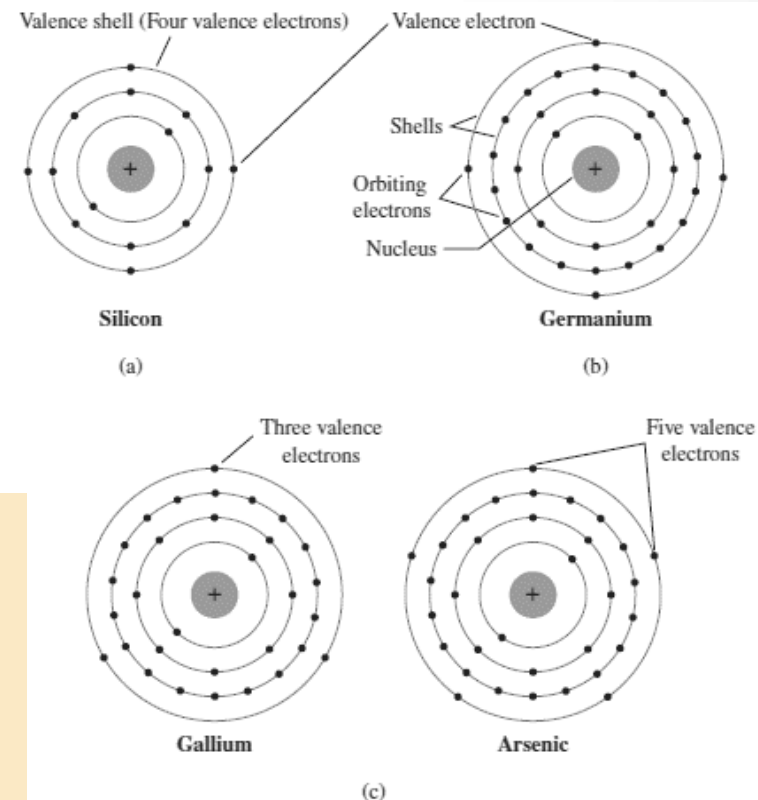 Valence shell (Four valence electrons)
Valence electron
Shells
Orbiting
electrons
Nucleus
+
+
Silicon
Germanium
(a)
(b)
Three valence
electrons
Five valence
electrons
+
+
Gallium
Arsenic
(c)